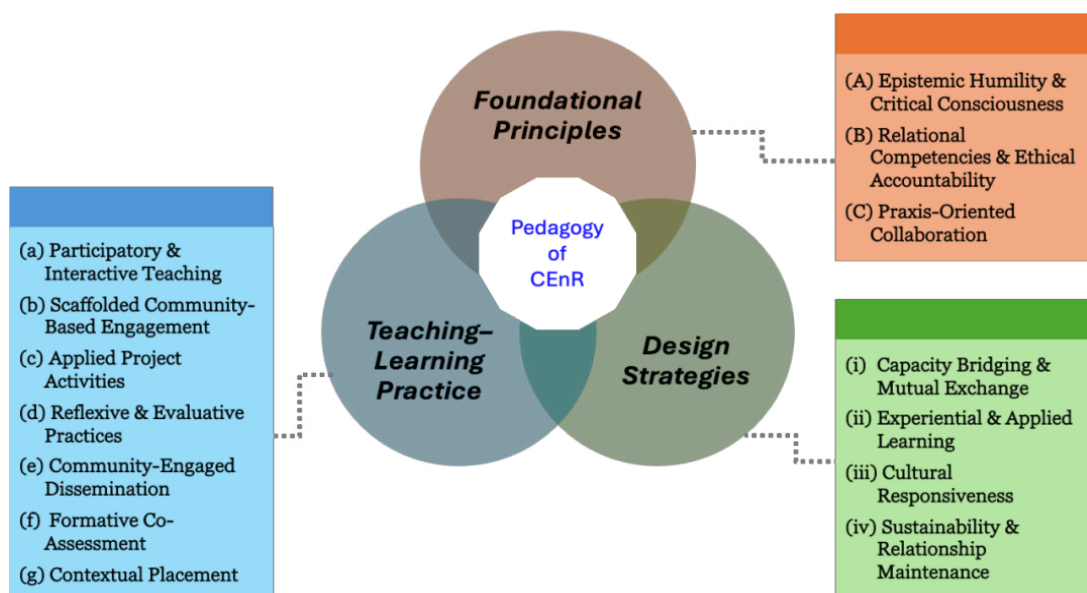 Foundational
Principles
Pedagogy
of
CEnR
Teaching–
Learning
Practice
Design
Strategies
(A) Epistemic Humility &
Critical Consciousness
(B) Relational
Competencies & Ethical
Accountability
(C) Praxis-Oriented
Collaboration
(a) Participatory &
Interactive Teaching
(b) Scaffolded Community-
Based Engagement
(c) Applied Project
Activities
(d) Reflexive & Evaluative
Practices
(e) Community-Engaged
Dissemination
(f) Formative Co-
Assessment
(g) Contextual Placement
(i) Capacity Bridging &
Mutual Exchange
(ii) Experiential & Applied
Learning
(iii) Cultural
Responsiveness
(iv) Sustainability &
Relationship
Maintenance